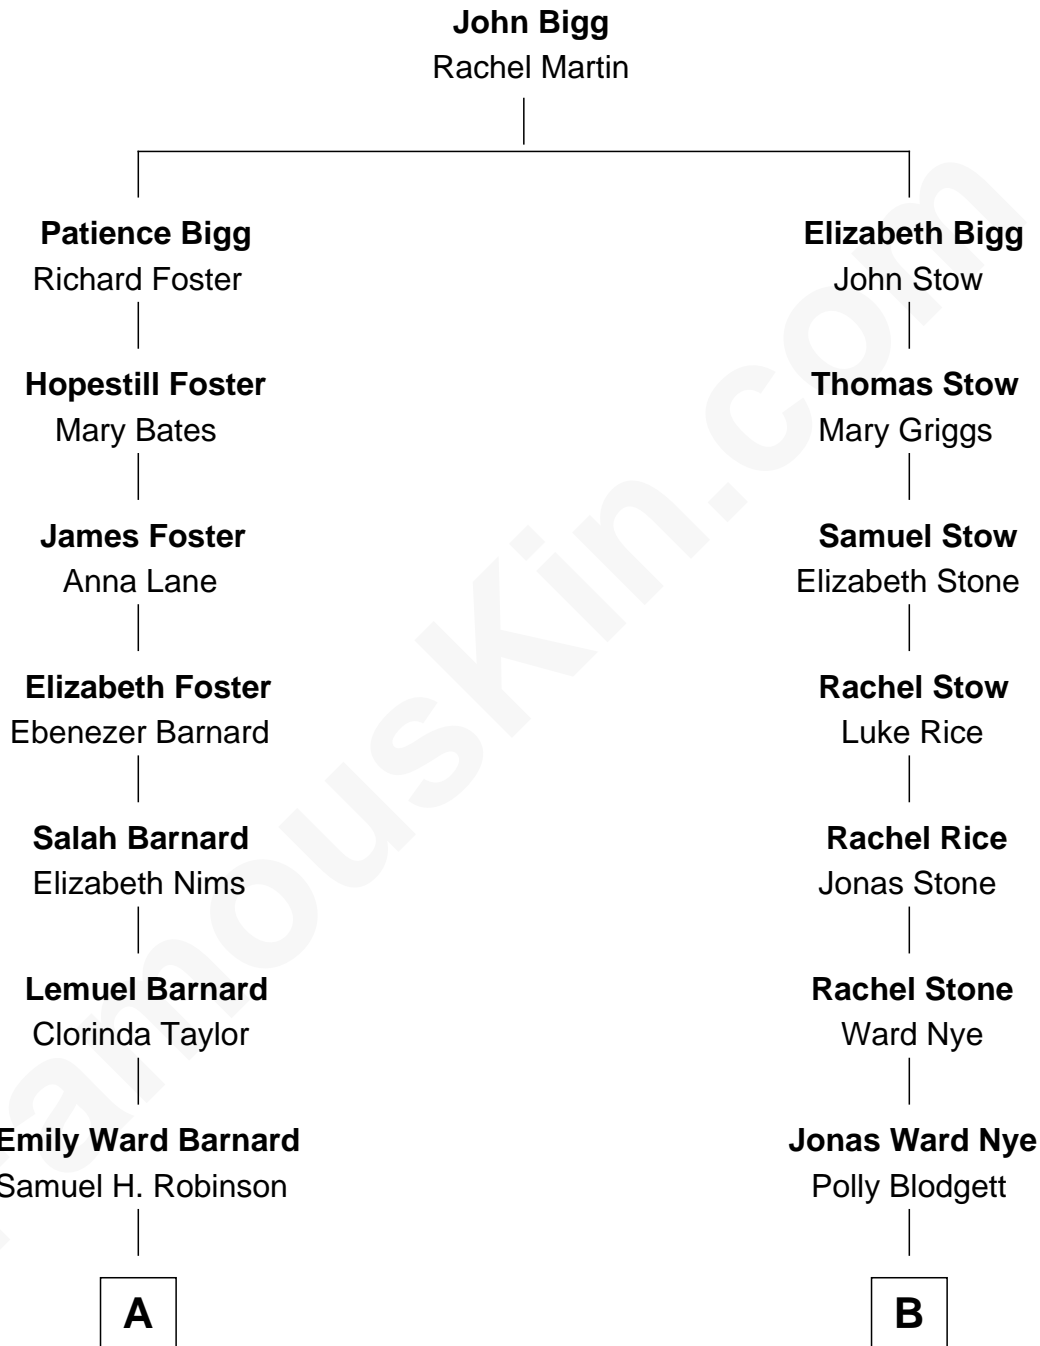 John Bigg
Rachel Martin
Patience Bigg
Richard Foster
Elizabeth Bigg
John Stow
Hopestill Foster
Mary Bates
Thomas Stow
Mary Griggs
James Foster
Anna Lane
Samuel Stow
Elizabeth Stone
Elizabeth Foster
Ebenezer Barnard
Rachel Stow
Luke Rice
Salah Barnard
Elizabeth Nims
Rachel Rice
Jonas Stone
Lemuel Barnard
Clorinda Taylor
Rachel Stone
Ward Nye
Emily Ward Barnard
Samuel H. Robinson
Jonas Ward Nye
Polly Blodgett
A
B
FamousKin.com